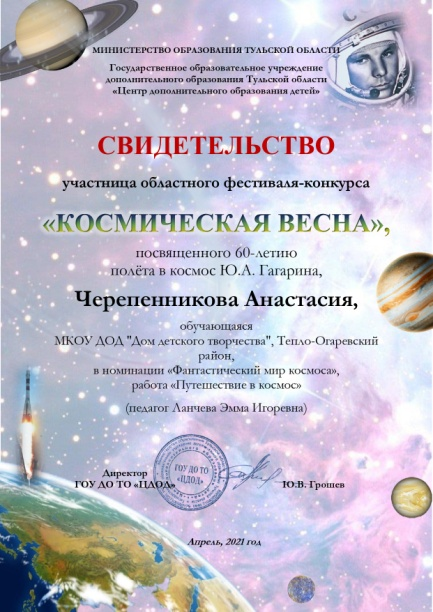 МИНИСТЕРСТВО ОБРАЗОВАНИЯ ТУЛЬСКОЙ ОБЛАСТИ
Государственное образовательное учреждение
дополнительного образования Тульской области
«Центр дополнительного образования детей»
СВИДЕТЕЛЬСТВО
участница областного фестиваля-конкурса
«КОСМИЧЕСКАЯ ВЕСНА»,
посвященного 60-летию
полёта в космос Ю.А. Гагарина,
Черепенникова Анастасия,
обучающаяся
МКОУ ДОД "Дом детского творчества", Тепло-Огаревский
район,
в номинации «Фантастический мир космоса»,
работа «Путешествие в космос»
(педагог Ланчева Эмма Игоревна)
ГОУ ДО ТО
«ЦДОД»
Директор
ГОУ ДО ТО «ЦДОД»
Ю.В. Грошев
Апрель, 2021 год